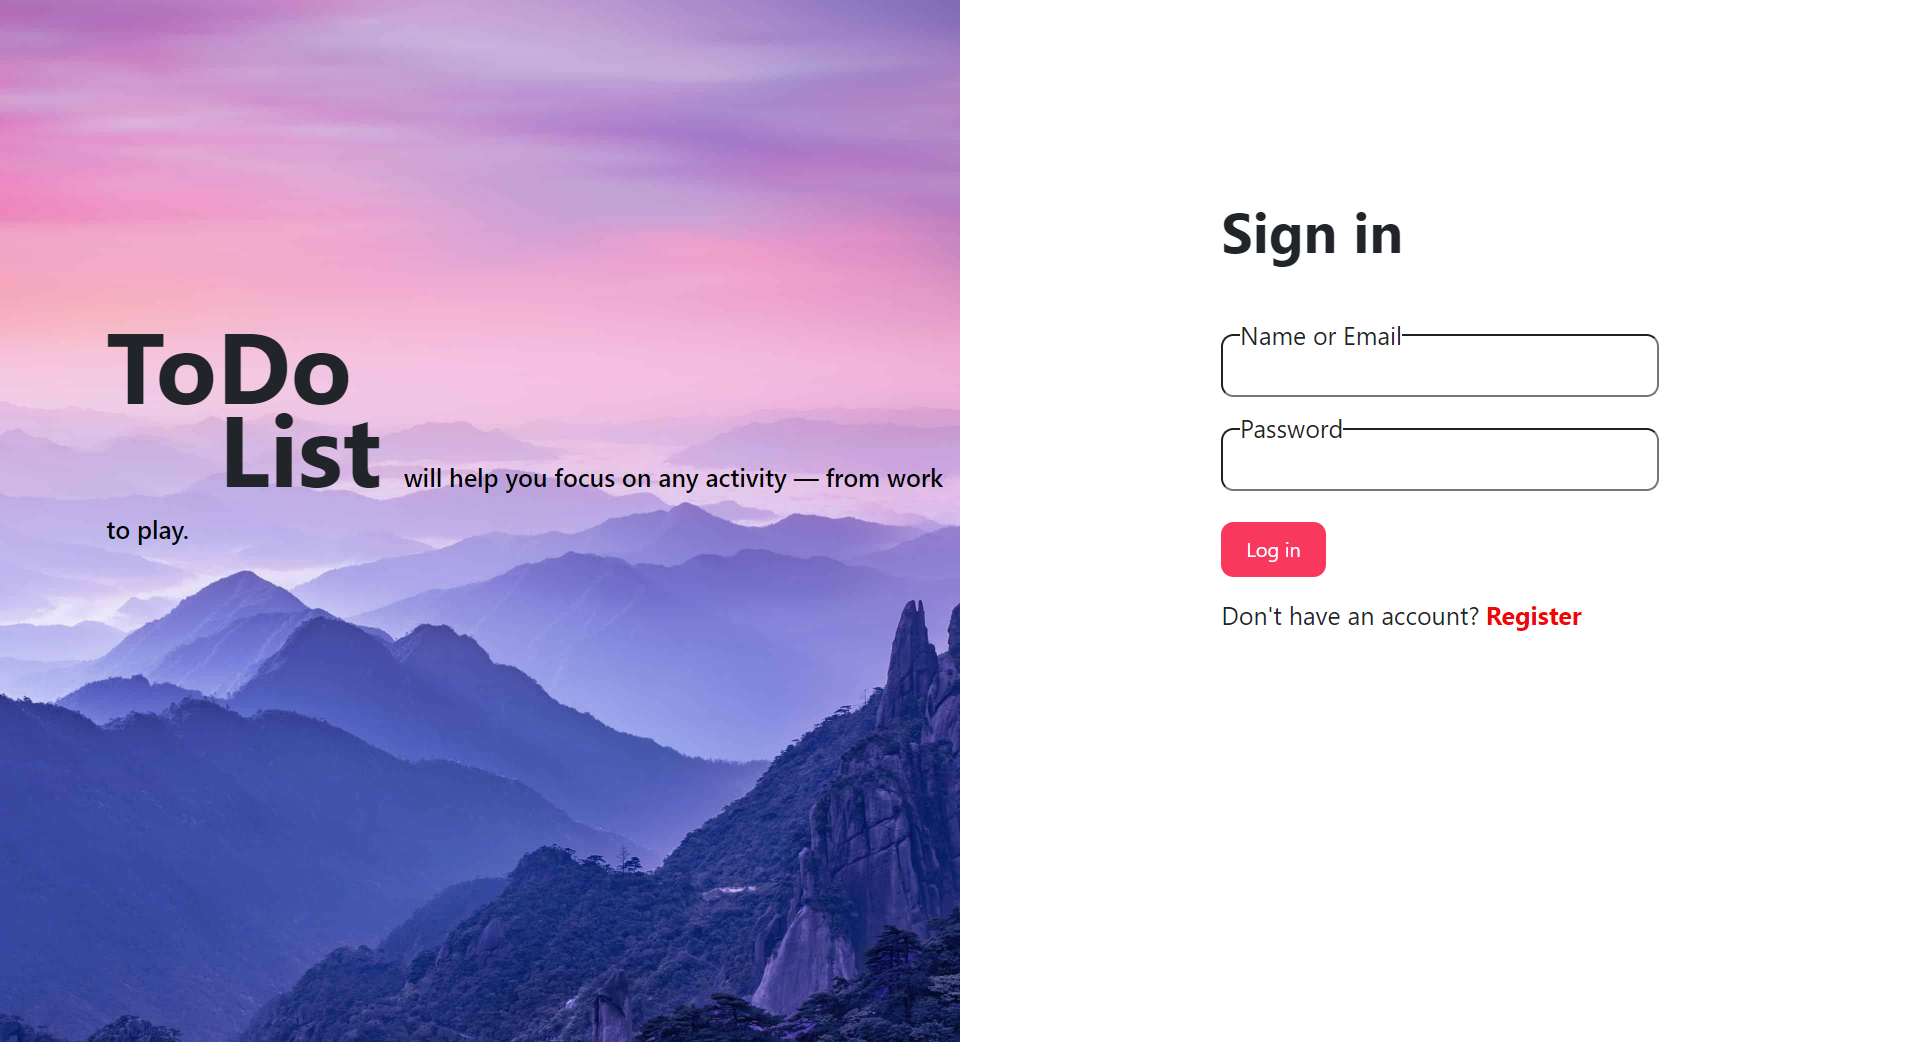 ToDo
List will help you focus on any activity — from work
to play.
Sign in
Name or Email
Password
Log in
Don't have an account? Register